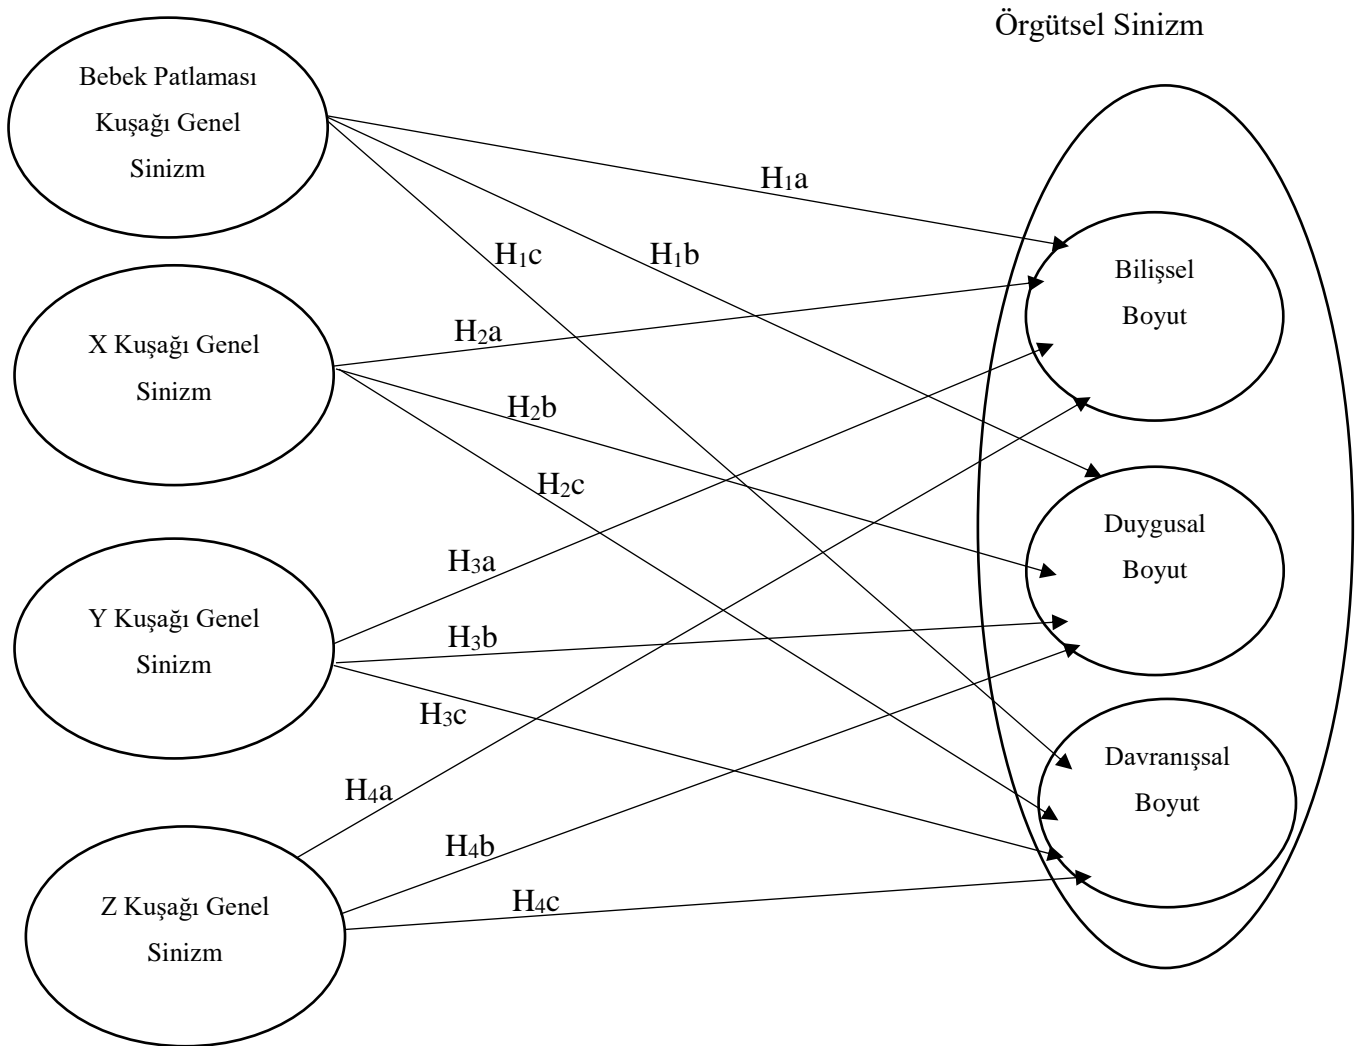 Örgütsel Sinizm
Bebek Patlaması
Kuşağı Genel
Sinizm
H₁a
H₁c
H₁b
Bilişsel
Boyut
X Kuşağı Genel
Sinizm
H₂a
H₂b
H₂c
Duygusal
Boyut
Y Kuşağı Genel
Sinizm
H₃a
H₃b
H₃c
Davranışsal
Boyut
Z Kuşağı Genel
Sinizm
H₄a
H₄b
H₄c